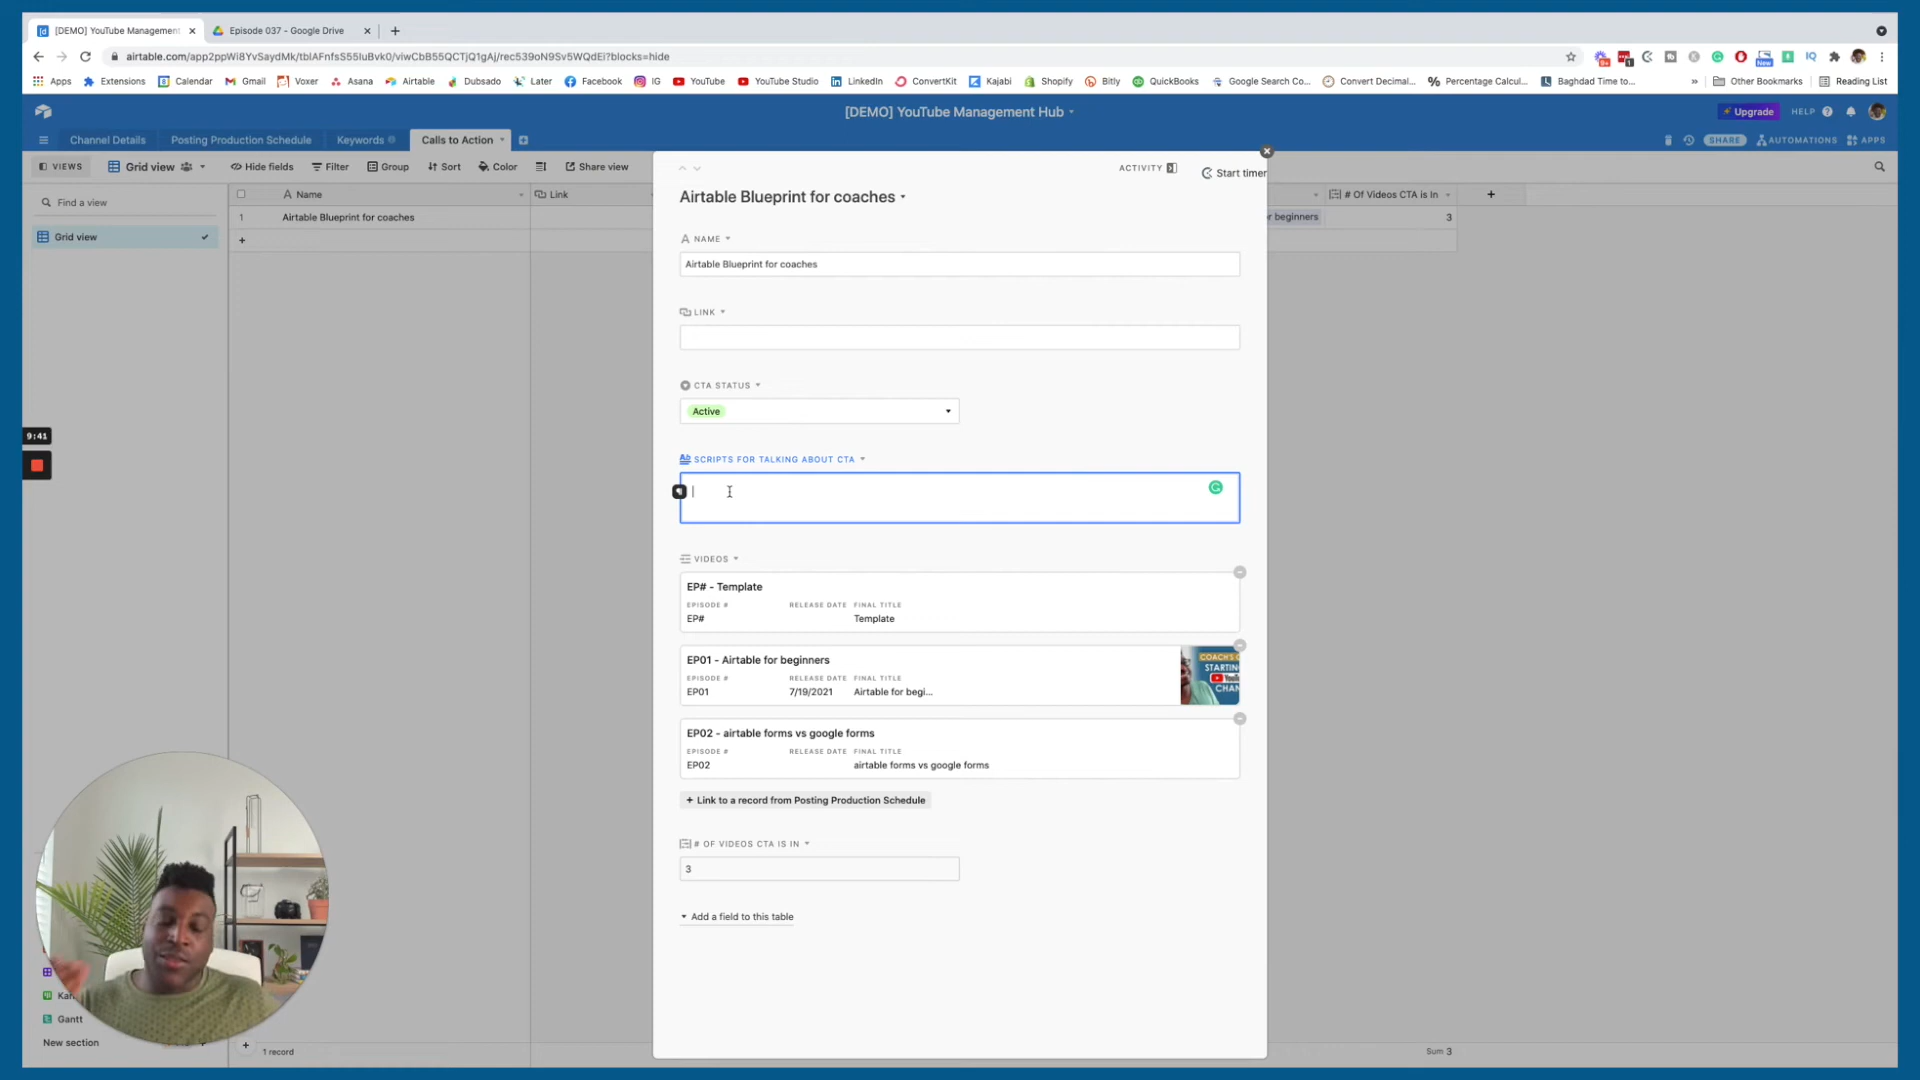 [DEMO] YouTube Management
Episode 037 - Google Drive
airtable.com/app2ppWi8YvSaydMk/tblAFnfsS55IuBvk0/viwCbB55QCTjQ1gAj/rec539oN9Sv5WQdEi?blocks=hide
Apps Extensions Calendar Gmail Voxer Asana Airtable Dubsado Later Facebook IG YouTube YouTube Studio LinkedIn ConvertKit Kajabi Shopify Bitly QuickBooks Google Search Co... Convert Decimal... Percentage Calcul... Baghdad Time to... » Other Bookmarks Reading List
[DEMO] YouTube Management Hub
Upgrade HELP
Channel Details Posting Production Schedule Keywords Calls to Action
SHARE AUTOMATIONS APPS
VIEWS Grid view Hide fields Filter Group Sort Color Share view
Find a view
Grid view
Name Link # Of Videos CTA is In
1 Airtable Blueprint for coaches or beginners 3
ACTIVITY Start timer
Airtable Blueprint for coaches
NAME
Airtable Blueprint for coaches
LINK
CTA STATUS
Active
SCRIPTS FOR TALKING ABOUT CTA
VIDEOS
EP# - Template
EPISODE # RELEASE DATE FINAL TITLE
EP# Template
EP01 - Airtable for beginners
EPISODE # RELEASE DATE FINAL TITLE
EP01 7/19/2021 Airtable for begi...
COACH'S
STARTIN
CHAN
EP02 - airtable forms vs google forms
EPISODE # RELEASE DATE FINAL TITLE
EP02 airtable forms vs google forms
+ Link to a record from Posting Production Schedule
# OF VIDEOS CTA IS IN
3
Add a field to this table
9:41
Kan
Gantt
New section
1 record
Sum 3